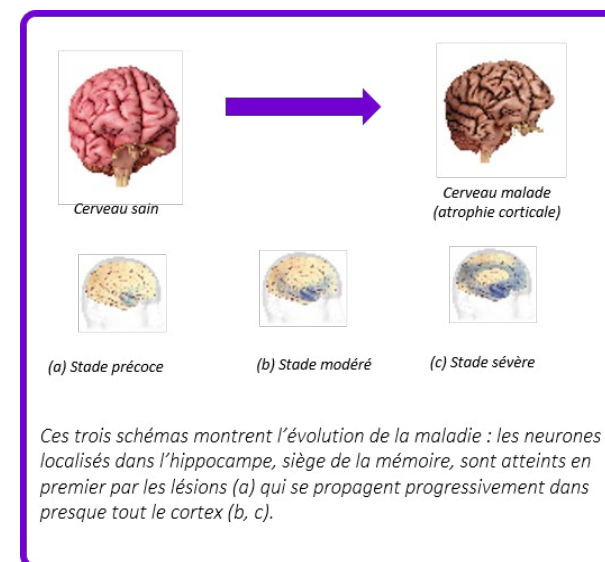 Cerveau sain
Cerveau malade
(atrophie corticale)
(a) Stade précoce
(b) Stade modéré
(c) Stade sévère
Ces trois schémas montrent l’évolution de la maladie : les neurones
localisés dans l’hippocampe, siège de la mémoire, sont atteints en
premier par les lésions (a) qui se propagent progressivement dans
presque tout le cortex (b, c).